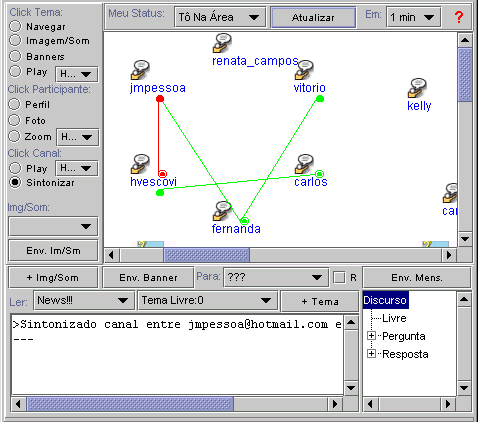 Click Tema:
Navegar
Imagem/Som
Banners
Play H...
Click Participante:
Perfil
Foto
Zoom H...
Click Canal:
Play H...
Sintonizar
Img/Som:
Env. Im/Sm
Meu Status: Tô Na Área Atualizar Em: 1 min ?
renata_campos
jmpessoa vitorio
kelly
hvescovi carlos
car
fernanda
+ Img/Som Env. Banner Para: ??? R Env. Mens.
Ler: News!!! Tema Livre:0 + Tema
>Sintonizado canal entre jmpessoa@hotmail.com e
---
Discurso
Livre
Pergunta
Resposta